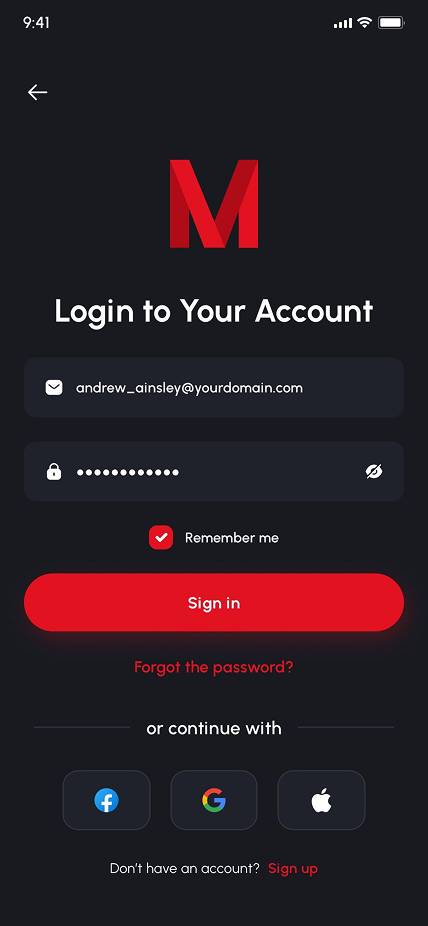 9:41
M
Login to Your Account
andrew_ainsley@yourdomain.com
Remember me
Sign in
Forgot the password?
or continue with
Don't have an account? Sign up